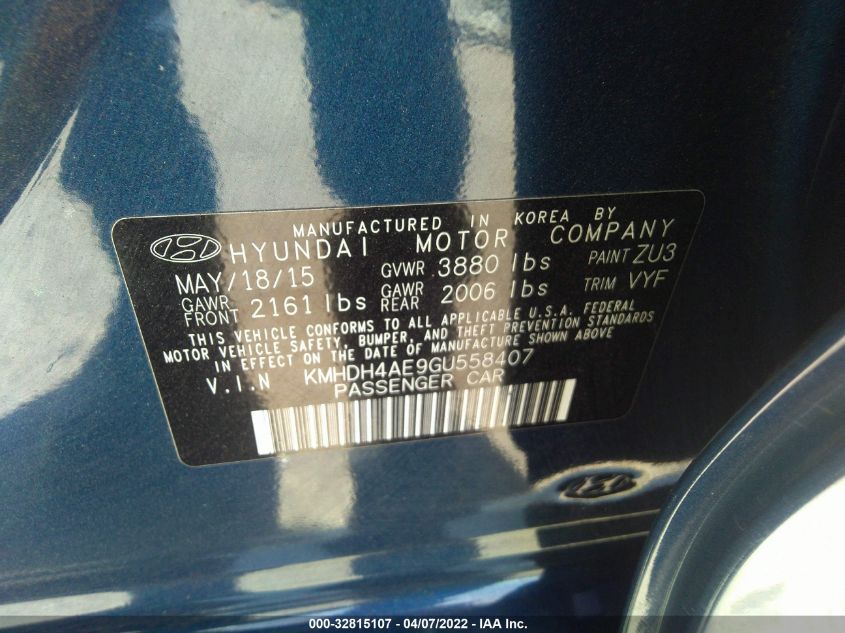 MANUFACTURED IN KOREA BY
HYUNDAI MOTOR COMPANY
MAY/18/15 GVWR 3880 lbs PAINT ZU3
GAWR FRONT 2161 lbs GAWR REAR 2006 lbs TRIM VYF
THIS VEHICLE CONFORMS TO ALL APPLICABLE U.S.A. FEDERAL
MOTOR VEHICLE SAFETY, BUMPER, AND THEFT PREVENTION STANDARDS
IN EFFECT ON THE DATE OF MANUFACTURE SHOWN ABOVE
V.I.N KMHDH4AE9GU558407
PASSENGER CAR
000-32815107 - 04/07/2022 - IAA Inc.